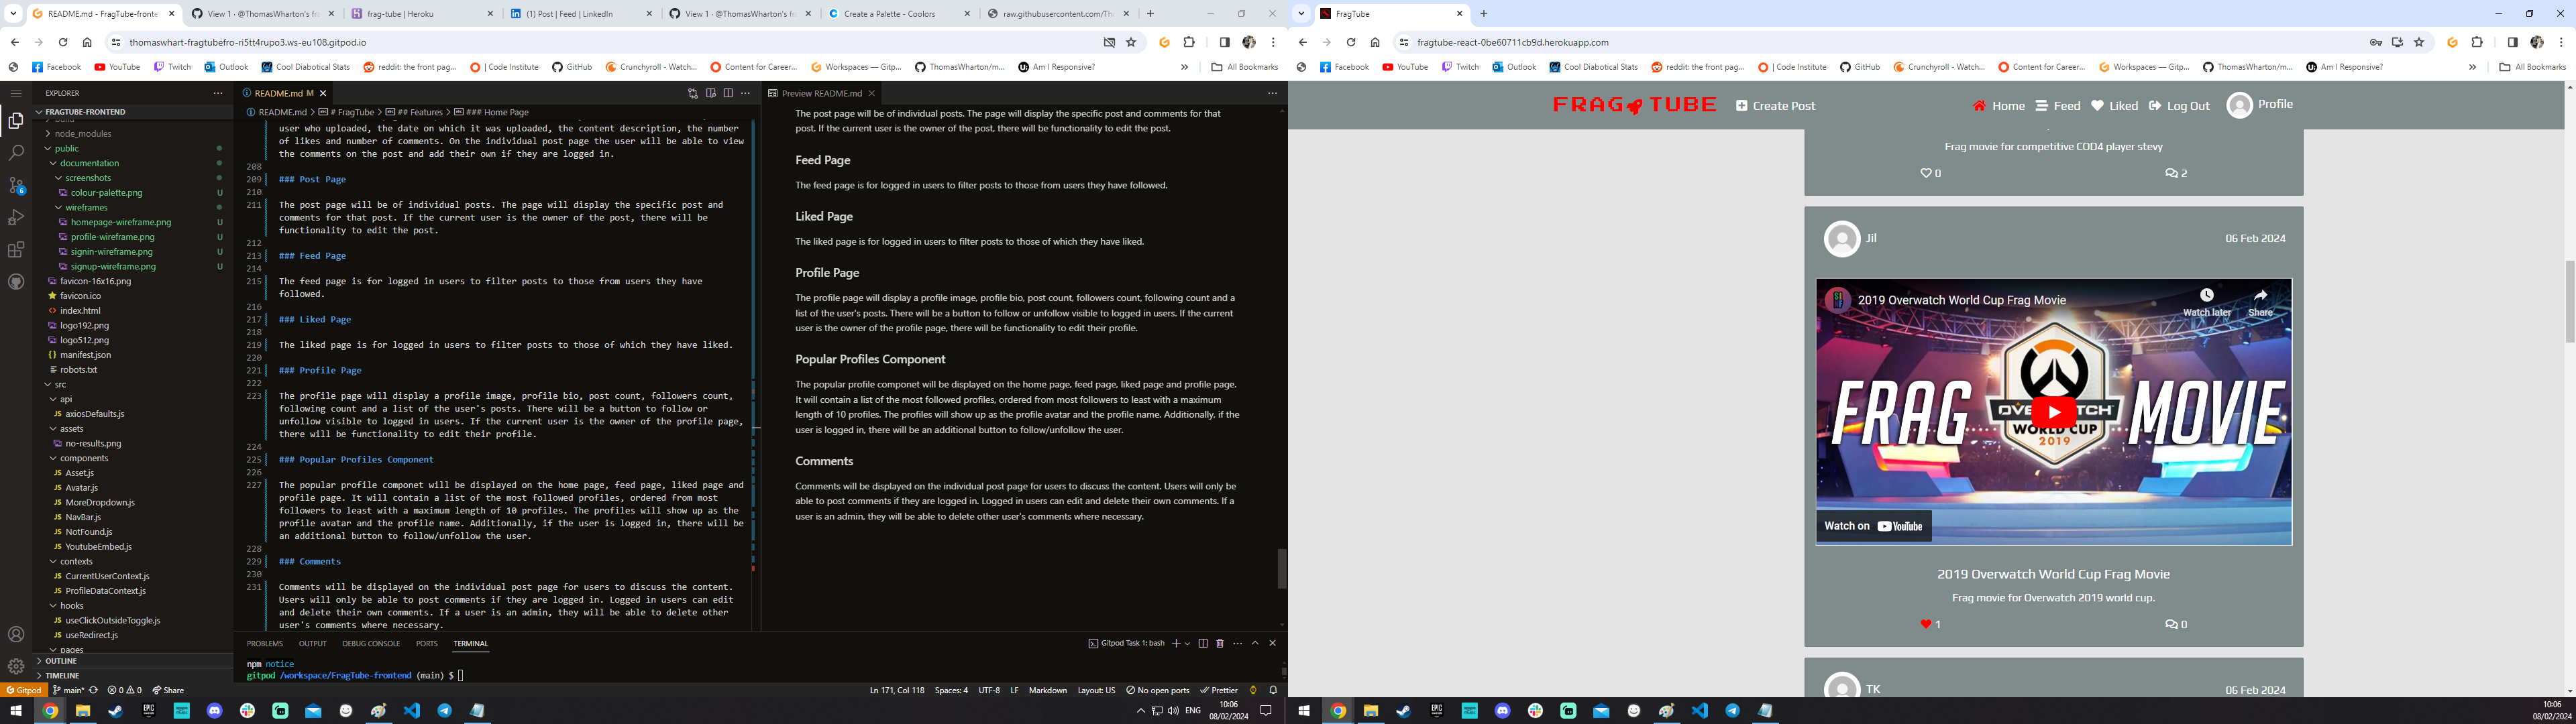 README.md - FragTube-fronten
View 1 · @ThomasWharton's fr
frag-tube | Heroku
(1) Post | Feed | LinkedIn
View 1 · @ThomasWharton's fr
Create a Palette - Coolors
raw.githubusercontent.com/Th
thomaswhart-fragtubefro-ri5tt4rupo3.ws-eu108.gitpod.io
Facebook
YouTube
Twitch
Outlook
Cool Diabotical Stats
reddit: the front pag...
| Code Institute
GitHub
Crunchyroll - Watch...
Content for Career...
Workspaces — Gitp...
ThomasWharton/m...
Am I Responsive?
All Bookmarks
EXPLORER
FRAGTUBE-FRONTEND
build
node_modules
public
documentation
screenshots
colour-palette.png U
wireframes
homepage-wireframe.png U
profile-wireframe.png U
signin-wireframe.png U
signup-wireframe.png U
favicon-16x16.png
favicon.ico
index.html
logo192.png
logo512.png
manifest.json
robots.txt
src
api
axiosDefaults.js
assets
no-results.png
components
Asset.js
Avatar.js
MoreDropdown.js
NavBar.js
NotFound.js
YoutubeEmbed.js
contexts
CurrentUserContext.js
ProfileDataContext.js
hooks
useClickOutsideToggle.js
useRedirect.js
pages
OUTLINE
TIMELINE
README.md M
README.md > # FragTube > ## Features > ### Home Page
user who uploaded, the date on which it was uploaded, the content description, the number
of likes and number of comments. On the individual post page the user will be able to view
the comments on the post and add their own if they are logged in.
208
209 ### Post Page
210
211 The post page will be of individual posts. The page will display the specific post and
comments for that post. If the current user is the owner of the post, there will be
functionality to edit the post.
212
213 ### Feed Page
214
215 The feed page is for logged in users to filter posts to those from users they have
followed.
216
217 ### Liked Page
218
219 The liked page is for logged in users to filter posts to those of which they have liked.
220
221 ### Profile Page
222
223 The profile page will display a profile image, profile bio, post count, followers count,
following count and a list of the user's posts. There will be a button to follow or
unfollow visible to logged in users. If the current user is the owner of the profile page,
there will be functionality to edit their profile.
224
225 ### Popular Profiles Component
226
227 The popular profile componet will be displayed on the home page, feed page, liked page and
profile page. It will contain a list of the most followed profiles, ordered from most
followers to least with a maximum length of 10 profiles. The profiles will show up as the
profile avatar and the profile name. Additionally, if the user is logged in, there will be
an additional button to follow/unfollow the user.
228
229 ### Comments
230
231 Comments will be displayed on the individual post page for users to discuss the content.
Users will only be able to post comments if they are logged in. Logged in users can edit
and delete their own comments. If a user is an admin, they will be able to delete other
user's comments where necessary.
Preview README.md
The post page will be of individual posts. The page will display the specific post and comments for that
post. If the current user is the owner of the post, there will be functionality to edit the post.
Feed Page
The feed page is for logged in users to filter posts to those from users they have followed.
Liked Page
The liked page is for logged in users to filter posts to those of which they have liked.
Profile Page
The profile page will display a profile image, profile bio, post count, followers count, following count and a
list of the user's posts. There will be a button to follow or unfollow visible to logged in users. If the current
user is the owner of the profile page, there will be functionality to edit their profile.
Popular Profiles Component
The popular profile componet will be displayed on the home page, feed page, liked page and profile page.
It will contain a list of the most followed profiles, ordered from most followers to least with a maximum
length of 10 profiles. The profiles will show up as the profile avatar and the profile name. Additionally, if the
user is logged in, there will be an additional button to follow/unfollow the user.
Comments
Comments will be displayed on the individual post page for users to discuss the content. Users will only be
able to post comments if they are logged in. Logged in users can edit and delete their own comments. If a
user is an admin, they will be able to delete other user's comments where necessary.
PROBLEMS OUTPUT DEBUG CONSOLE PORTS TERMINAL
Gitpod Task 1: bash
npm notice
gitpod /workspace/FragTube-frontend (main) $
Gitpod main* 0 0 Share
Ln 171, Col 118 Spaces: 4 UTF-8 LF Markdown Layout: US No open ports Prettier
ENG
10:06
08/02/2024
FragTube
fragtube-react-0be60711cb9d.herokuapp.com
Facebook
YouTube
Twitch
Outlook
Cool Diabotical Stats
reddit: the front pag...
| Code Institute
GitHub
Crunchyroll - Watch...
Content for Career...
Workspaces — Gitp...
ThomasWharton/m...
Am I Responsive?
All Bookmarks
FRAG TUBE
Create Post
Home
Feed
Liked
Log Out
Profile
Frag movie for competitive COD4 player stevy
0 2
Jil 06 Feb 2024
2019 Overwatch World Cup Frag Movie
Watch later
Share
FRAG MOVIE
OVERWATCH
WORLD CUP
2019
Watch on YouTube
2019 Overwatch World Cup Frag Movie
Frag movie for Overwatch 2019 world cup.
1 0
TK 06 Feb 2024
10:06
08/02/2024